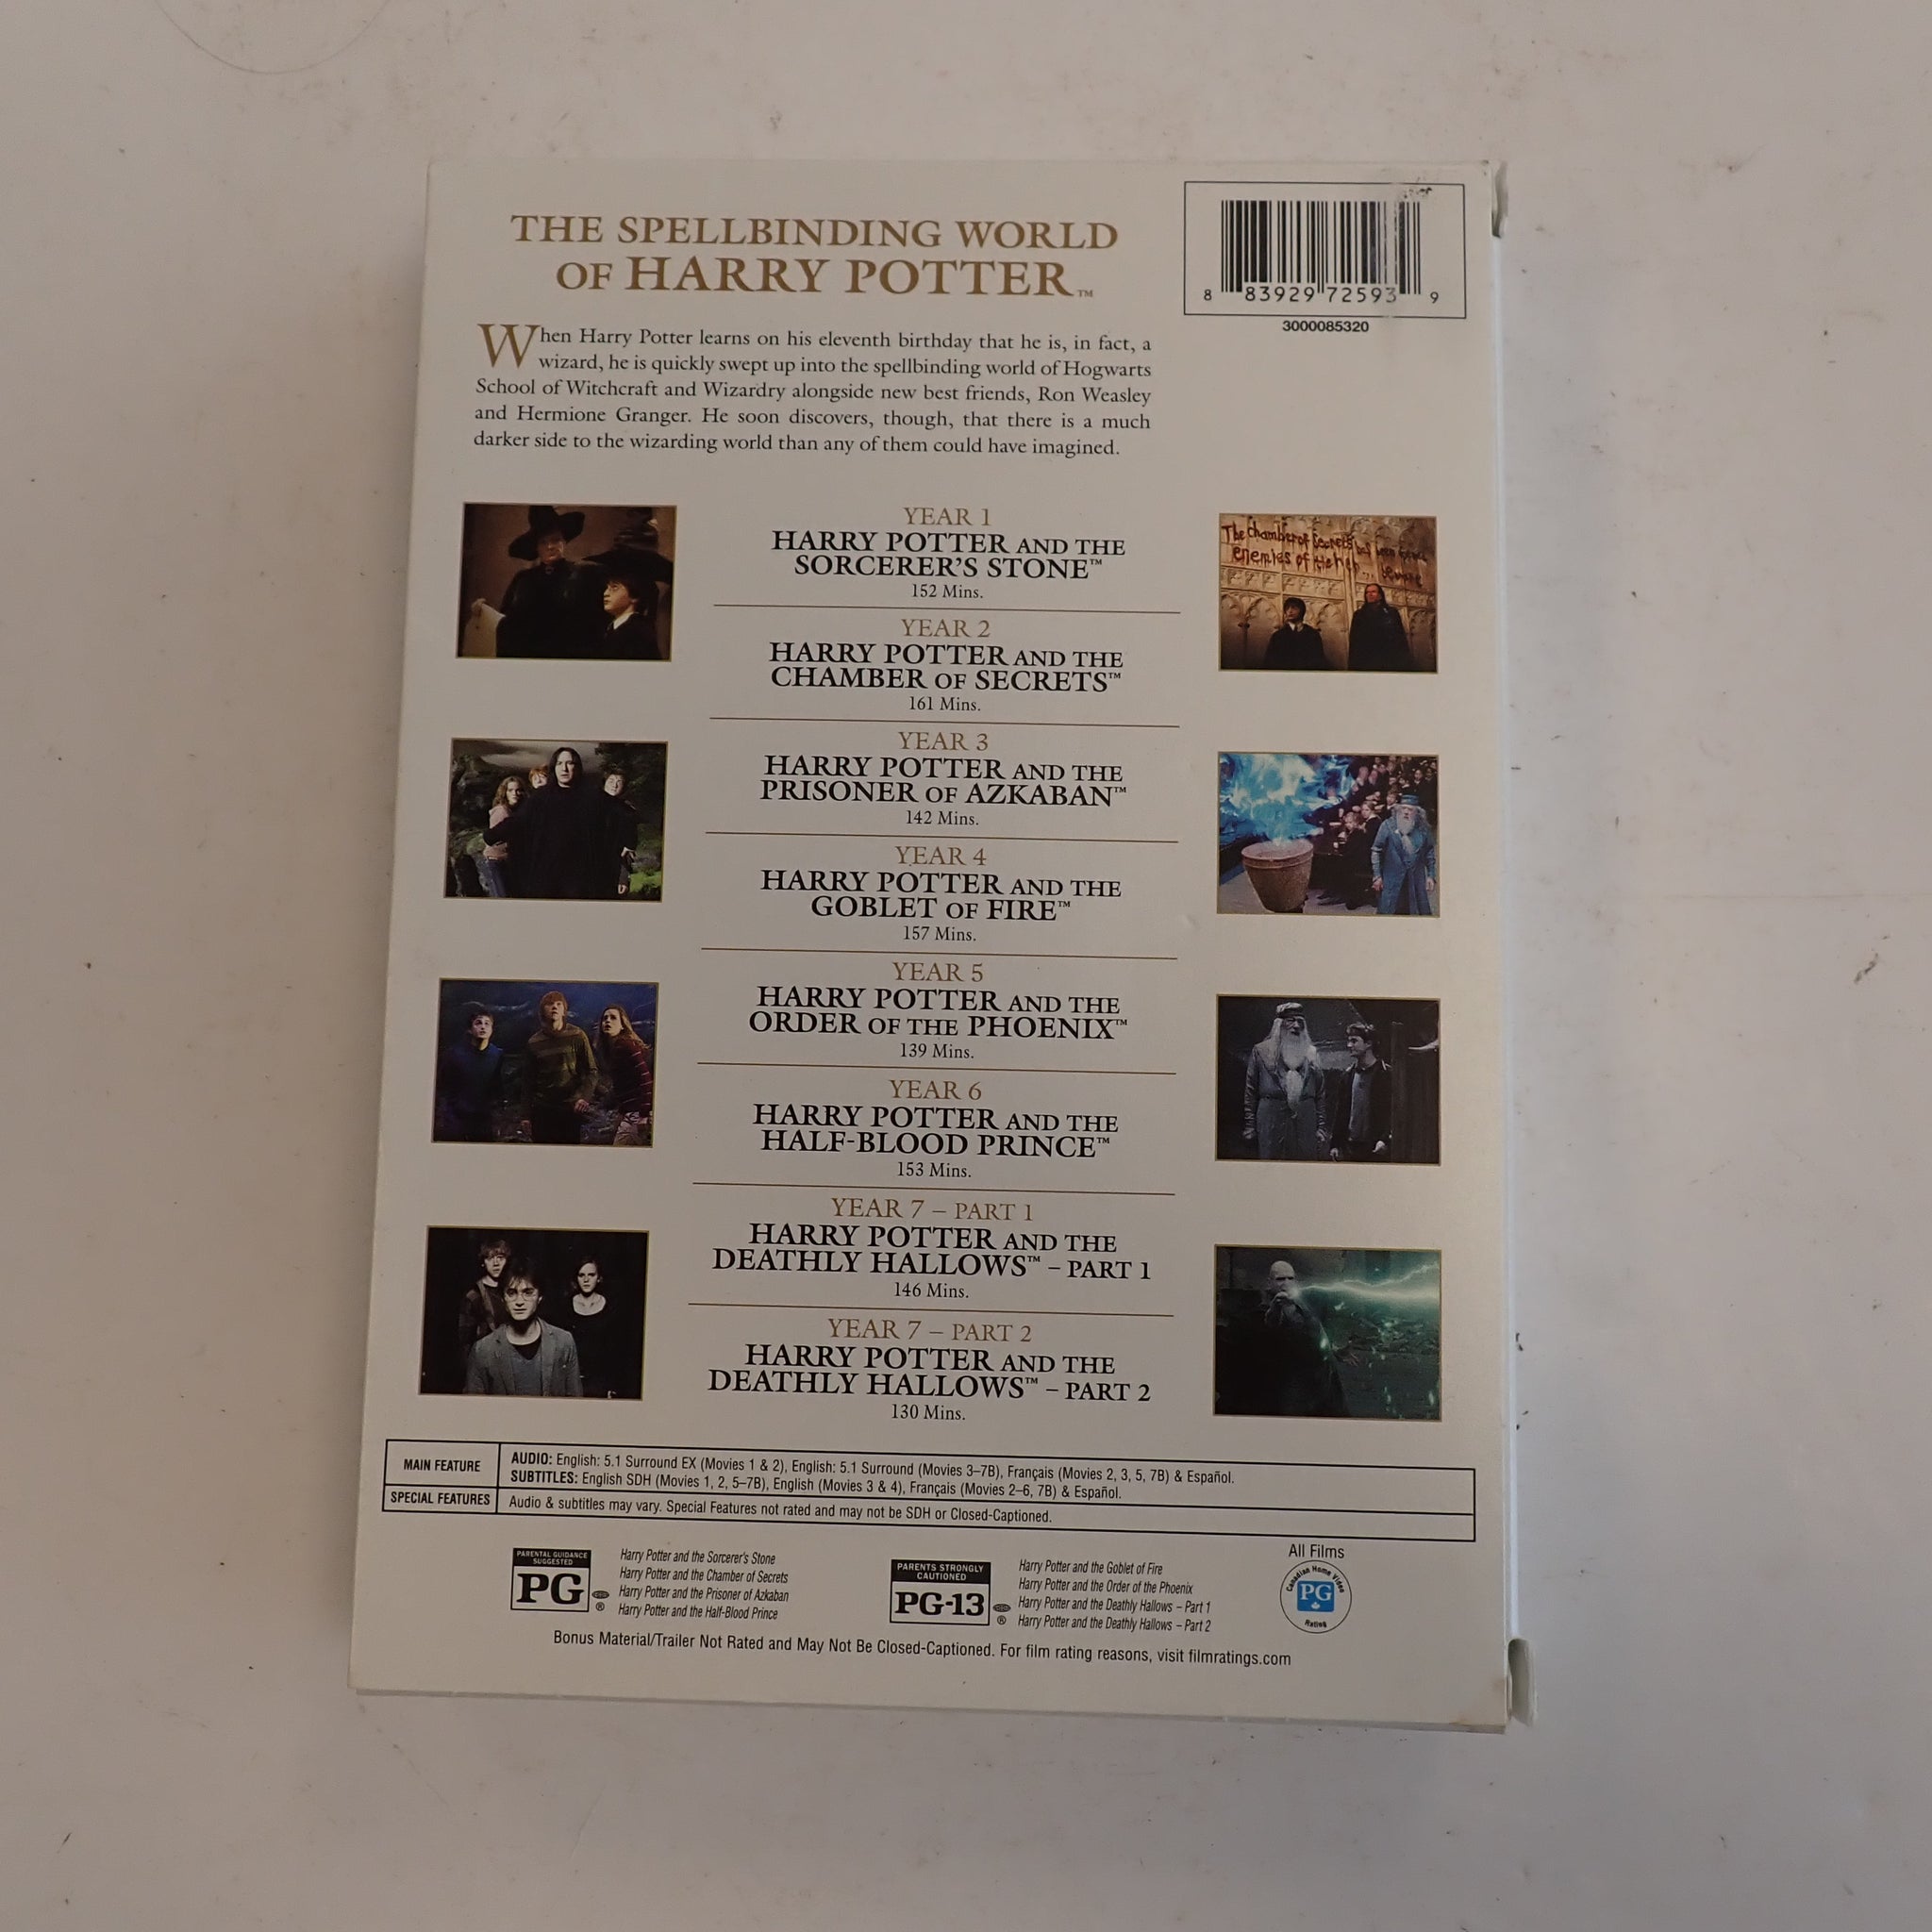 THE SPELLBINDING WORLD
OF HARRY POTTER™
When Harry Potter learns on his eleventh birthday that he is, in fact, a
wizard, he is quickly swept up into the spellbinding world of Hogwarts
School of Witchcraft and Wizardry alongside new best friends, Ron Weasley
and Hermione Granger. He soon discovers, though, that there is a much
darker side to the wizarding world than any of them could have imagined.
8 83929 72593 9
3000085320
YEAR 1
HARRY POTTER AND THE
SORCERER'S STONE™
152 Mins.
The chamber of Secrets
enemies of the
YEAR 2
HARRY POTTER AND THE
CHAMBER OF SECRETS™
161 Mins.
YEAR 3
HARRY POTTER AND THE
PRISONER OF AZKABAN™
142 Mins.
YEAR 4
HARRY POTTER AND THE
GOBLET OF FIRE™
157 Mins.
YEAR 5
HARRY POTTER AND THE
ORDER OF THE PHOENIX™
139 Mins.
YEAR 6
HARRY POTTER AND THE
HALF-BLOOD PRINCE™
153 Mins.
YEAR 7 – PART 1
HARRY POTTER AND THE
DEATHLY HALLOWS™ – PART 1
146 Mins.
YEAR 7 – PART 2
HARRY POTTER AND THE
DEATHLY HALLOWS™ – PART 2
130 Mins.
MAIN FEATURE
AUDIO: English: 5.1 Surround EX (Movies 1 & 2), English: 5.1 Surround (Movies 3–7B), Français (Movies 2, 3, 5, 7B) & Español.
SUBTITLES: English SDH (Movies 1, 2, 5–7B), English (Movies 3 & 4), Français (Movies 2–6, 7B) & Español.
SPECIAL FEATURES
Audio & subtitles may vary. Special Features not rated and may not be SDH or Closed-Captioned.
PARENTAL GUIDANCE
SUGGESTED
PG
®
Harry Potter and the Sorcerer's Stone
Harry Potter and the Chamber of Secrets
Harry Potter and the Prisoner of Azkaban
Harry Potter and the Half-Blood Prince
PARENTS STRONGLY
CAUTIONED
PG-13
®
Harry Potter and the Goblet of Fire
Harry Potter and the Order of the Phoenix
Harry Potter and the Deathly Hallows – Part 1
Harry Potter and the Deathly Hallows – Part 2
All Films
Canadian Home Video
PG
Rating
Bonus Material/Trailer Not Rated and May Not Be Closed-Captioned. For film rating reasons, visit filmratings.com